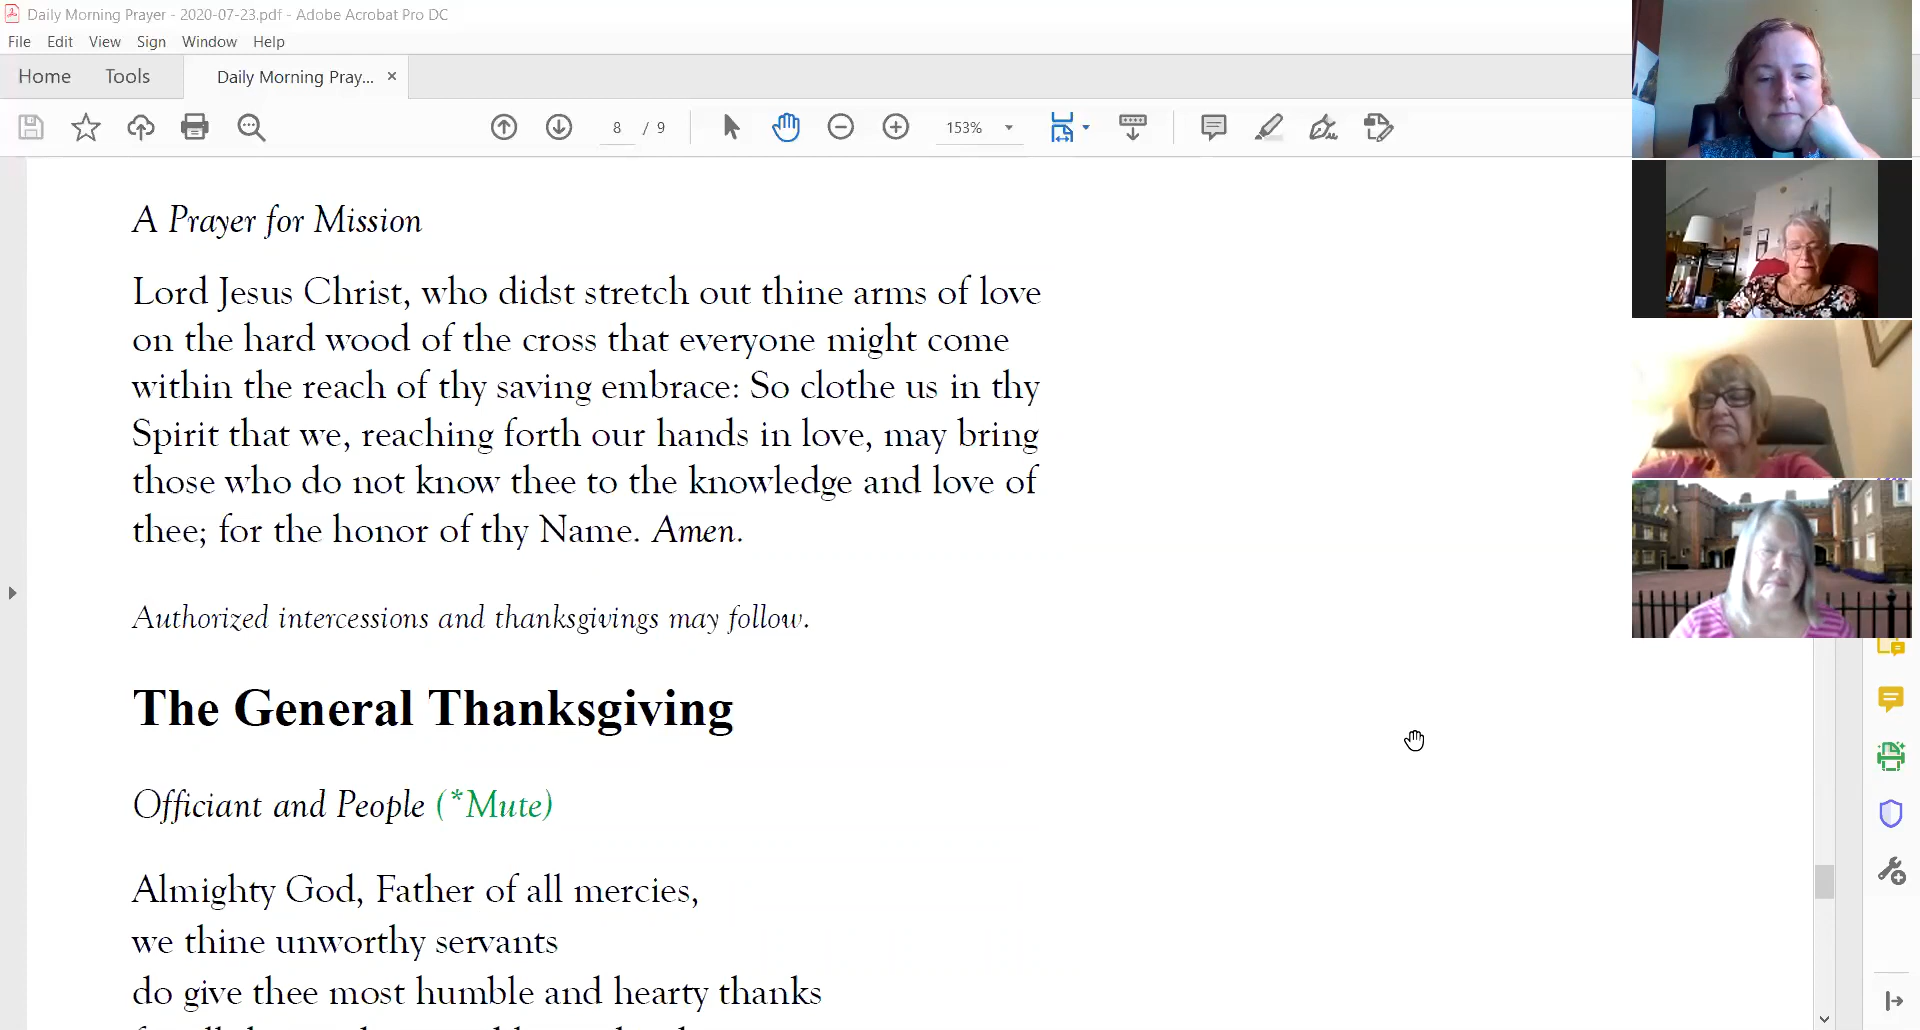 Daily Morning Prayer - 2020-07-23.pdf - Adobe Acrobat Pro DC
File Edit View Sign Window Help
Home Tools Daily Morning Pray... ×
8 / 9 153%
A Prayer for Mission
Lord Jesus Christ, who didst stretch out thine arms of love
on the hard wood of the cross that everyone might come
within the reach of thy saving embrace: So clothe us in thy
Spirit that we, reaching forth our hands in love, may bring
those who do not know thee to the knowledge and love of
thee; for the honor of thy Name. Amen.
Authorized intercessions and thanksgivings may follow.
The General Thanksgiving
Officiant and People (*Mute)
Almighty God, Father of all mercies,
we thine unworthy servants
do give thee most humble and hearty thanks